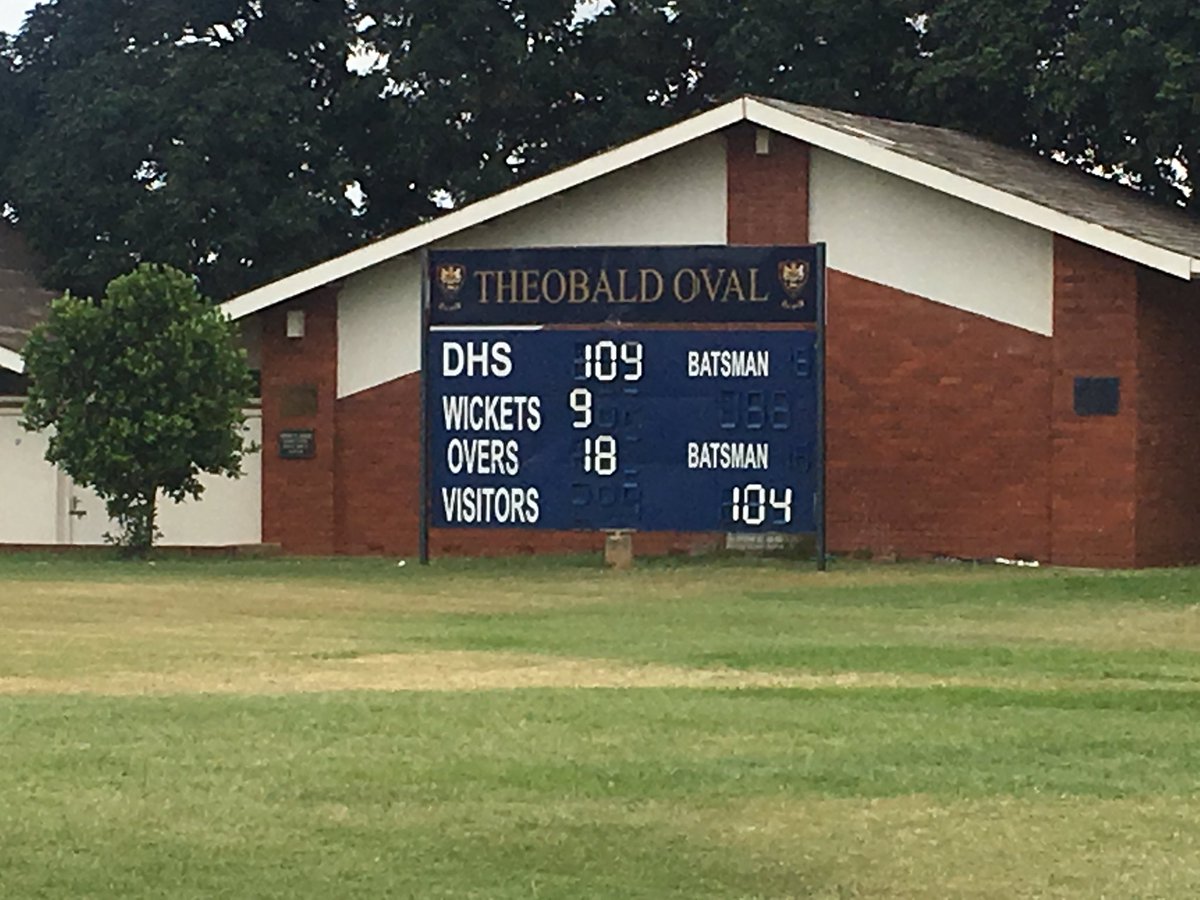 THEOBALD OVAL
DHS 109 BATSMAN
WICKETS 9
OVERS 18 BATSMAN
VISITORS 104